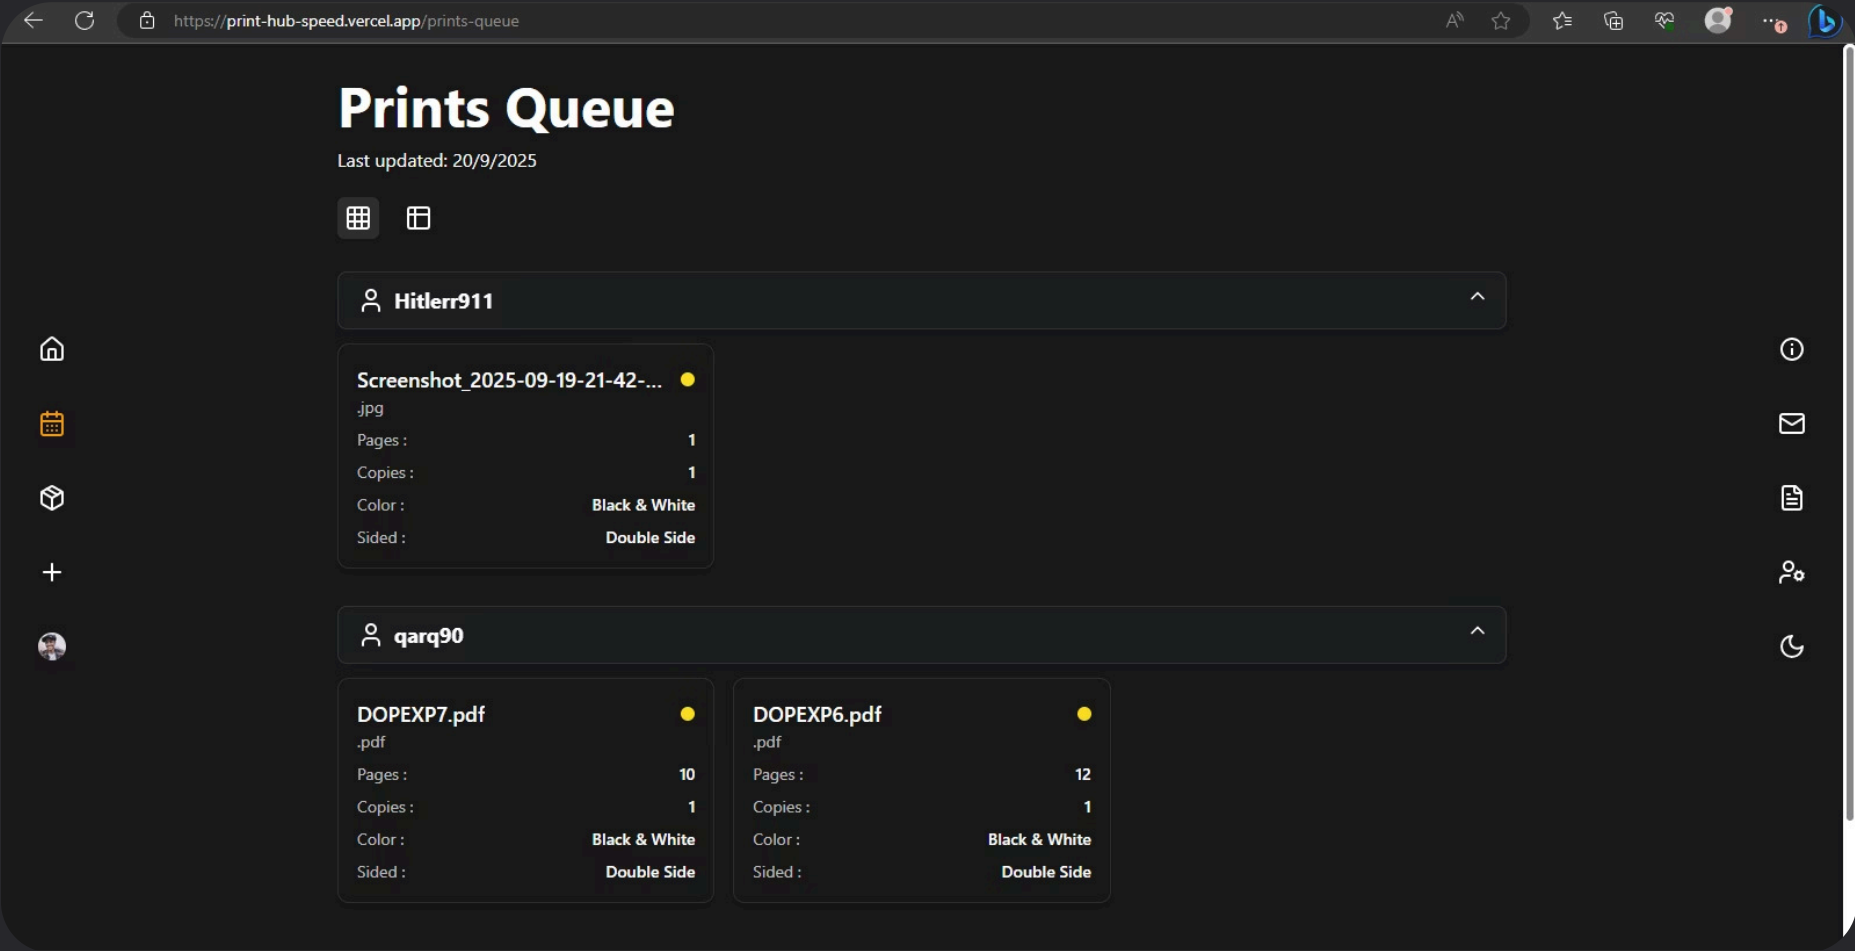 https://print-hub-speed.vercel.app/prints-queue
Prints Queue
Last updated: 20/9/2025
Hitlerr911
Screenshot_2025-09-19-21-42-...
.jpg
Pages : 1
Copies : 1
Color : Black & White
Sided : Double Side
qarq90
DOPEXP7.pdf
.pdf
Pages : 10
Copies : 1
Color : Black & White
Sided : Double Side
DOPEXP6.pdf
.pdf
Pages : 12
Copies : 1
Color : Black & White
Sided : Double Side